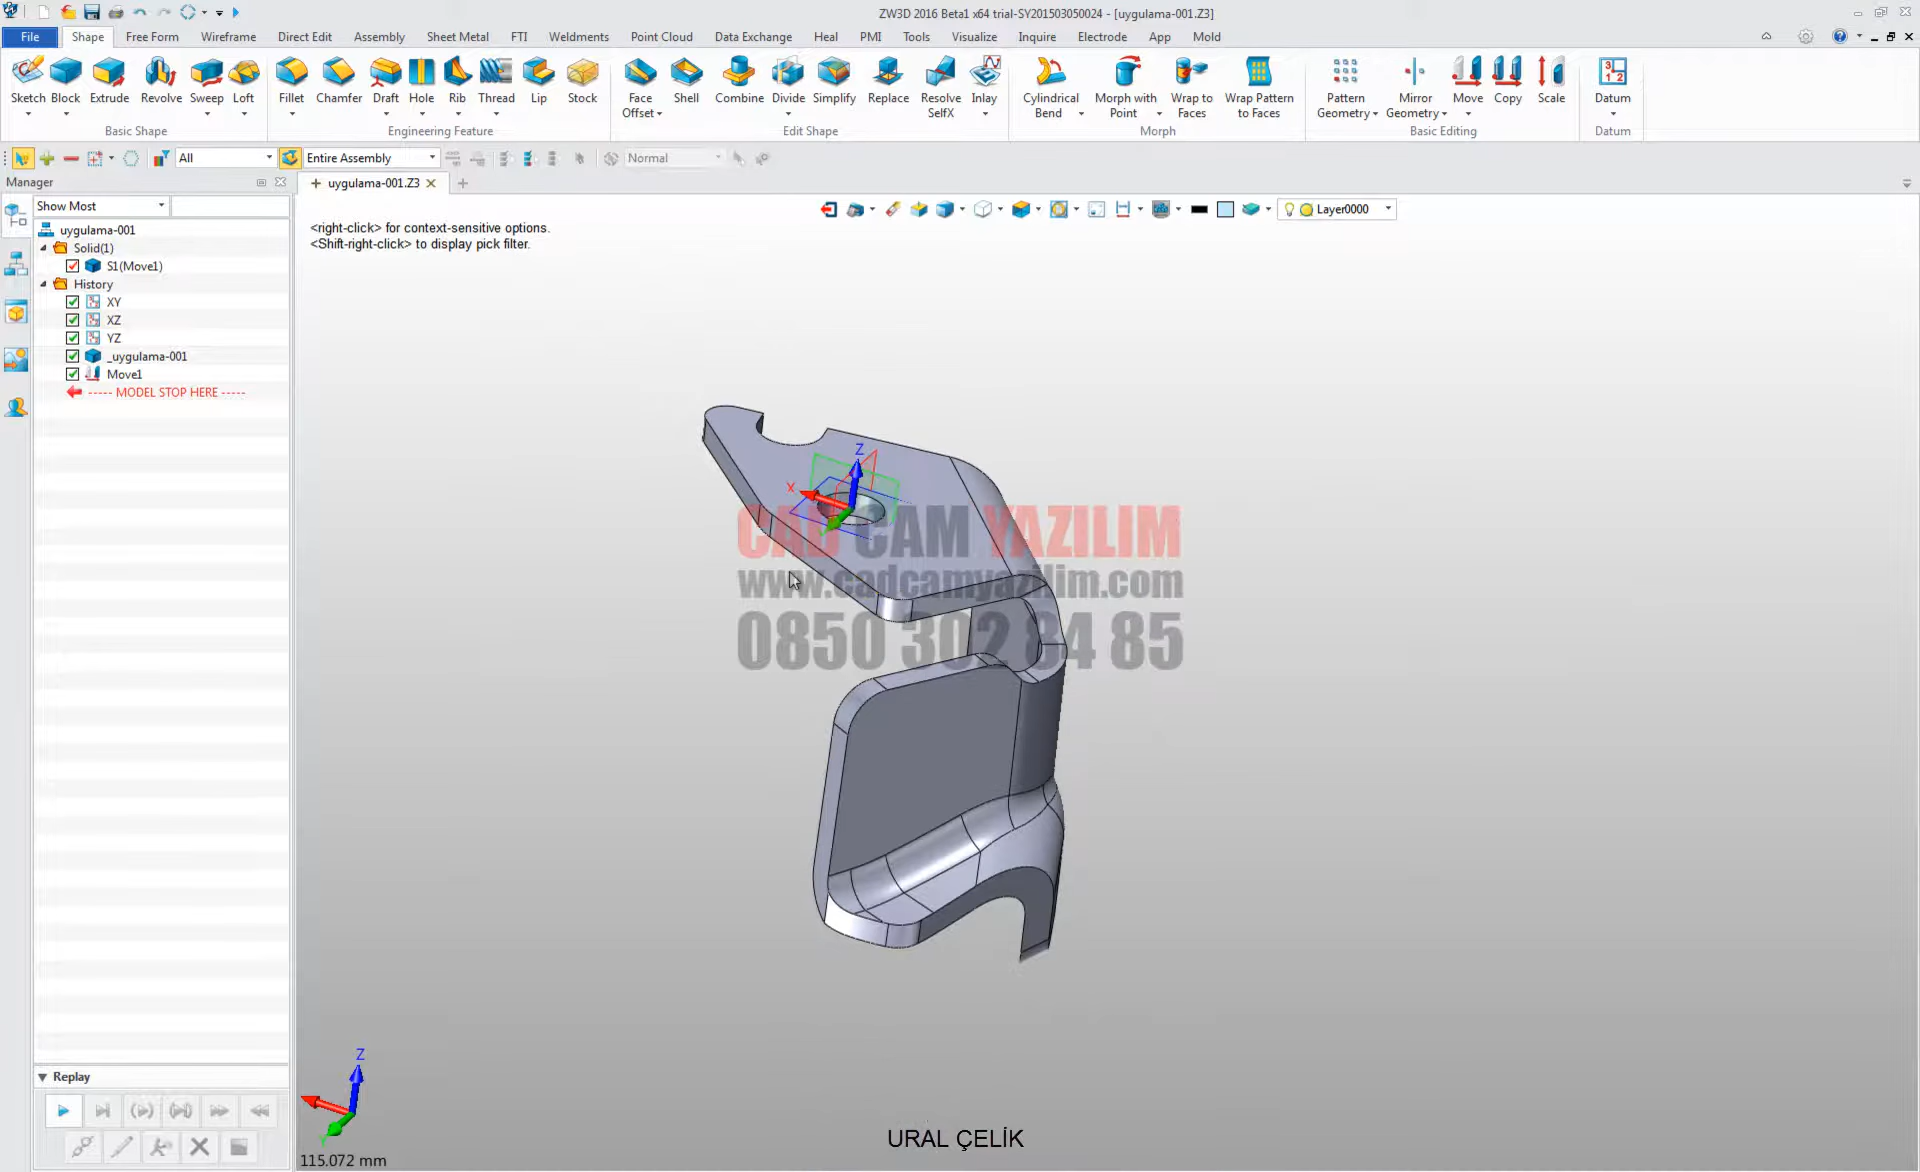 ZW3D 2016 Beta1 x64 trial-SY201503050024 - [uygulama-001.Z3]
File Shape Free Form Wireframe Direct Edit Assembly Sheet Metal FTI Weldments Point Cloud Data Exchange Heal PMI Tools Visualize Inquire Electrode App Mold
Sketch Block Extrude Revolve Sweep Loft Fillet Chamfer Draft Hole Rib Thread Lip Stock Face Offset Shell Combine Divide Simplify Replace Resolve SelfX Inlay Cylindrical Bend Morph with Point Wrap to Faces Wrap Pattern to Faces Pattern Geometry Mirror Geometry Move Copy Scale Datum
Basic Shape Engineering Feature Edit Shape Morph Basic Editing Datum
All Entire Assembly Normal
Manager
uygulama-001.Z3
Show Most
Layer0000
<right-click> for context-sensitive options.
<Shift-right-click> to display pick filter.
uygulama-001
Solid(1)
S1(Move1)
History
XY
XZ
YZ
_uygulama-001
Move1
----- MODEL STOP HERE -----
Z
X
CAD CAM YAZILIM
www.cadcamyazilim.com
0850 302 84 85
Replay
Z
Y
URAL ÇELİK
115.072 mm